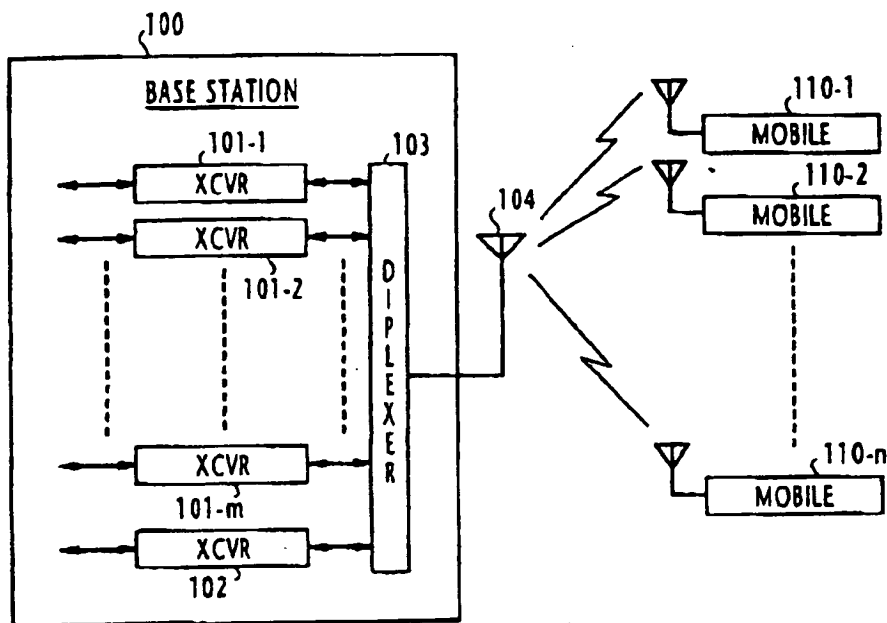 100
BASE STATION
101-1
XCVR
XCVR
101-2
XCVR
101-m
XCVR
102
103
DIPLEXER
104
110-1
MOBILE
110-2
MOBILE
110-n
MOBILE